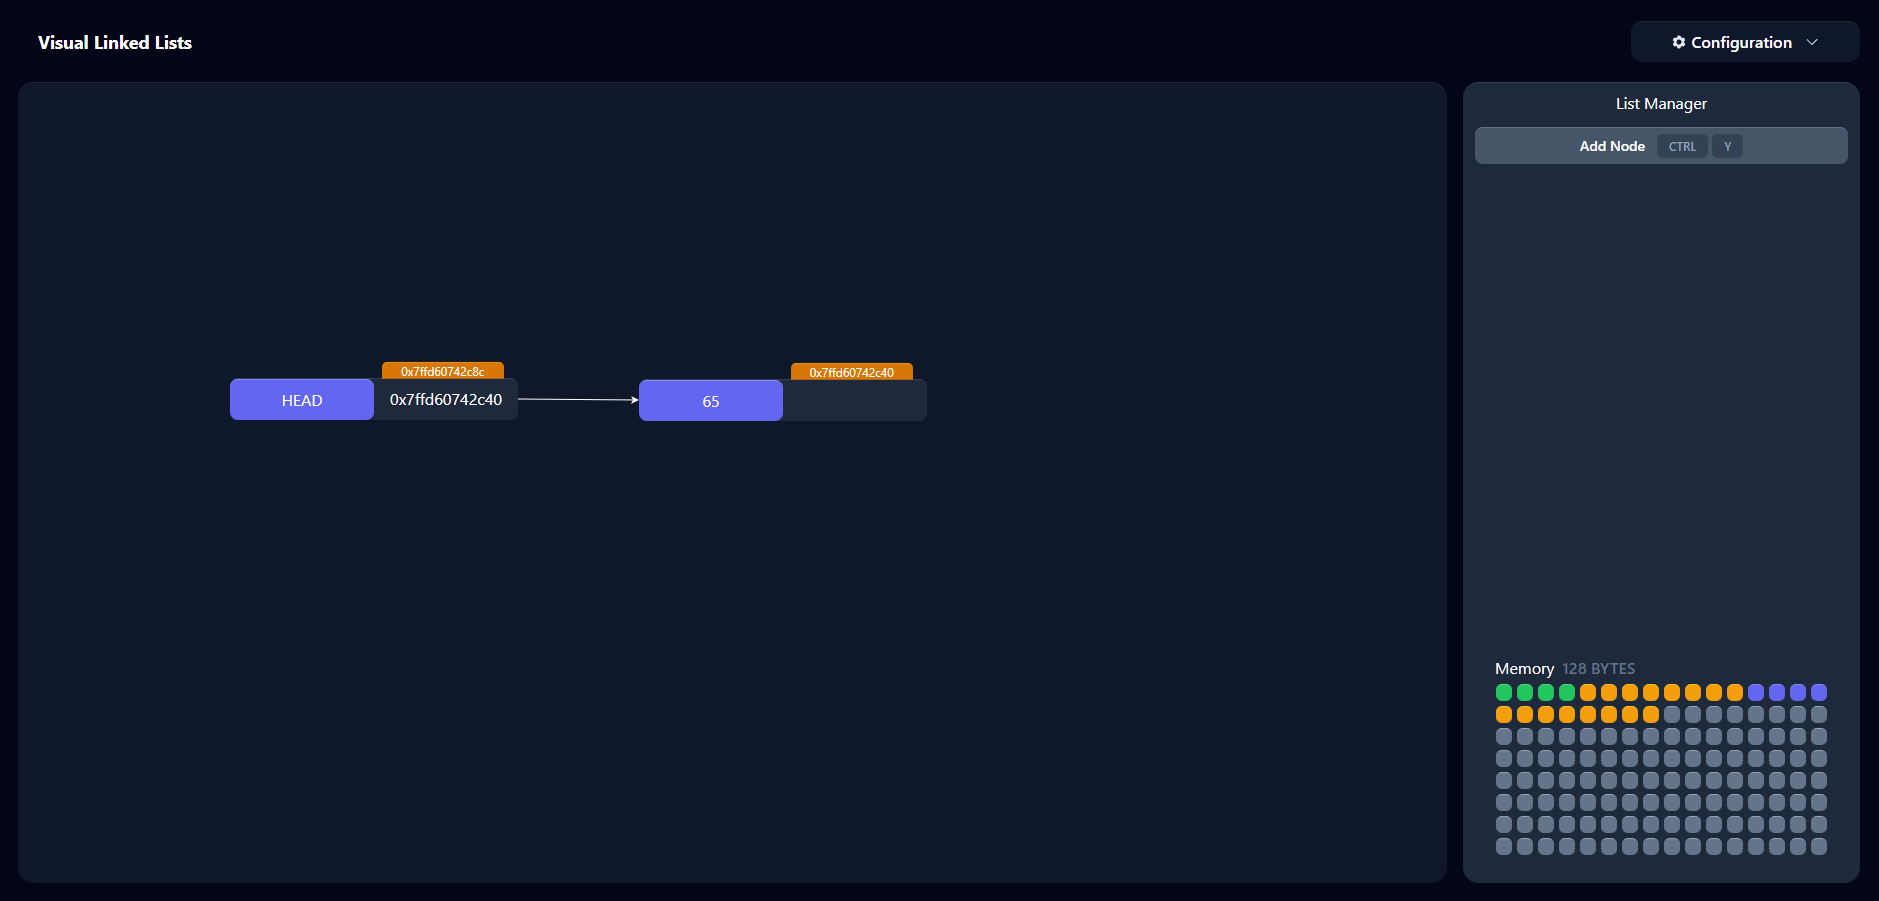 Visual Linked Lists
Configuration
List Manager
Add Node CTRL Y
0x7ffd60742c8c
HEAD 0x7ffd60742c40
0x7ffd60742c40
65
Memory 128 BYTES